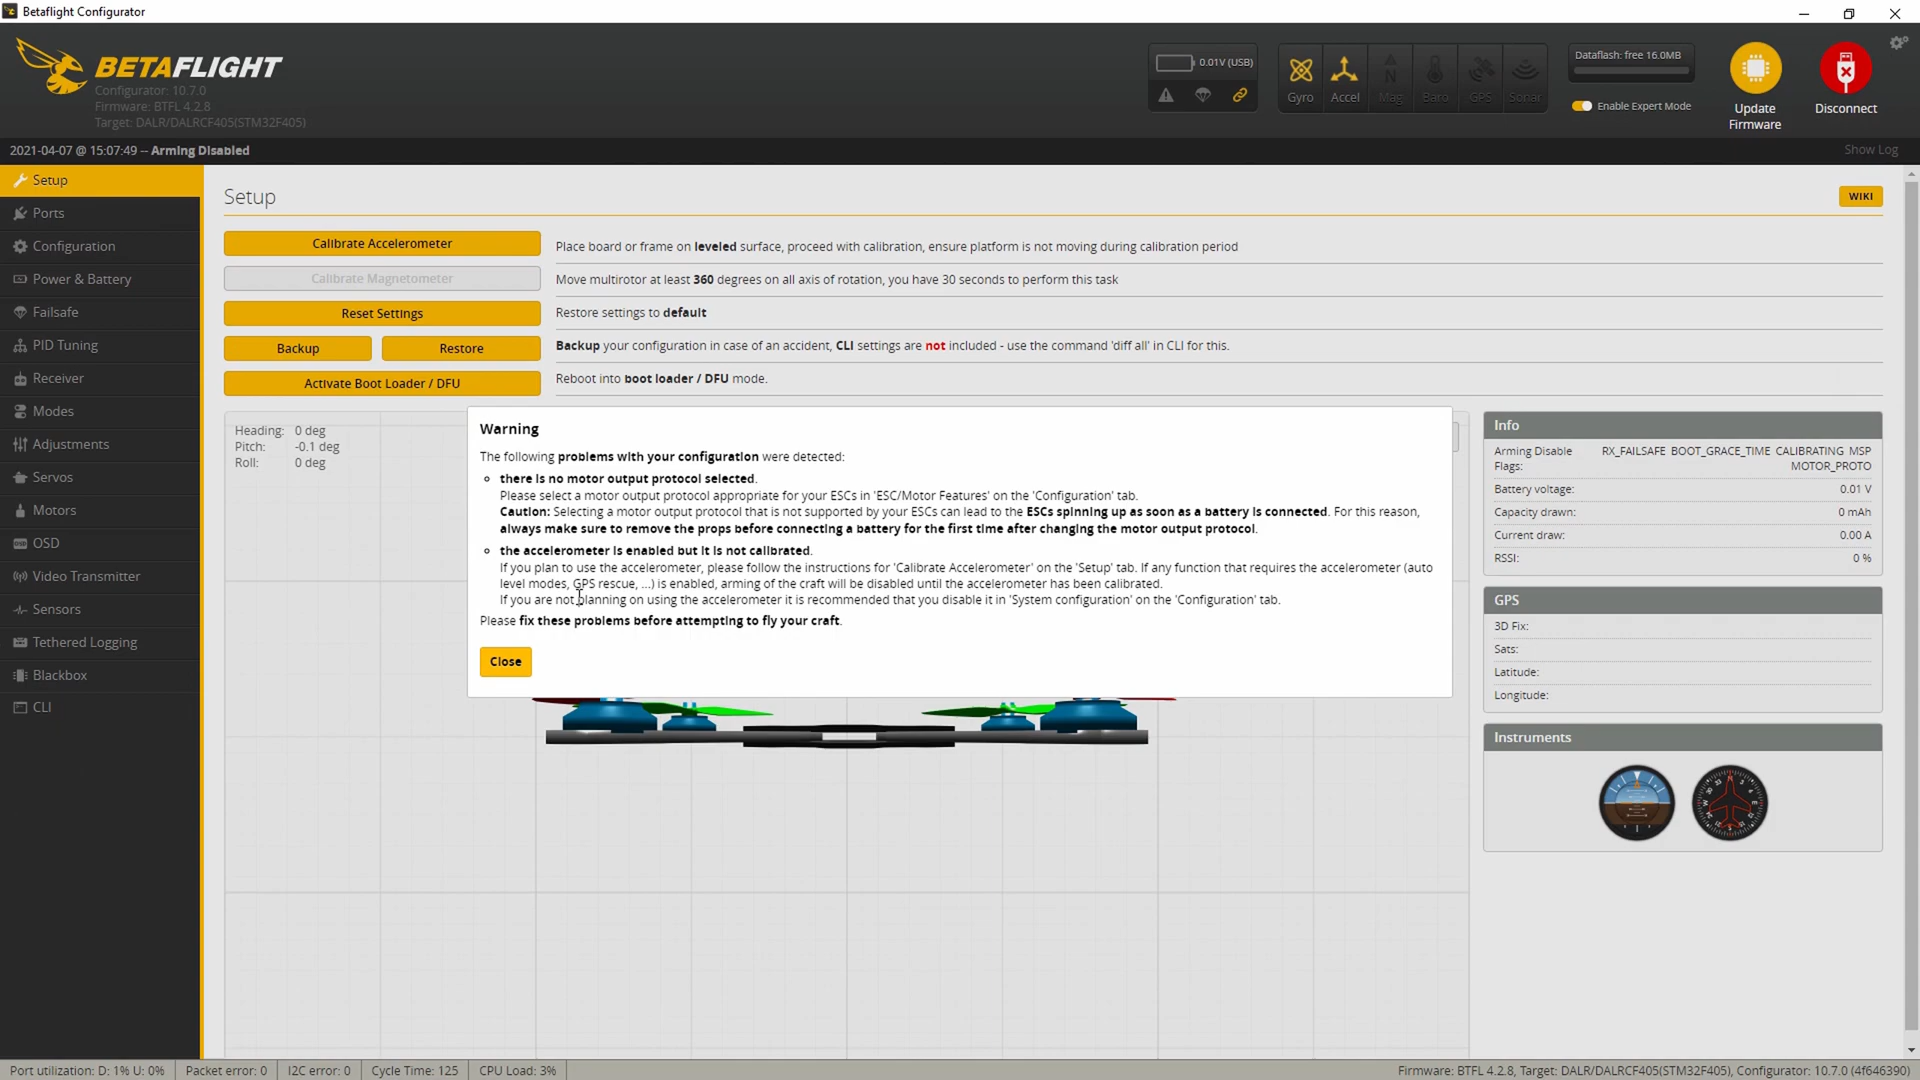 Betaflight Configurator
BETAFLIGHT
Configurator: 10.7.0
Firmware: BTFL 4.2.8
Target: DALR/DALRCF405(STM32F405)
0.01V (USB)
Gyro
Accel
Mag
Baro
GPS
Sonar
Dataflash: free 16.0MB
Enable Expert Mode
Update
Firmware
Disconnect
2021-04-07 @ 15:07:49 -- Arming Disabled
Show Log
Setup
Ports
Configuration
Power & Battery
Failsafe
PID Tuning
Receiver
Modes
Adjustments
Servos
Motors
OSD
Video Transmitter
Sensors
Tethered Logging
Blackbox
CLI
Setup
WIKI
Calibrate Accelerometer
Place board or frame on leveled surface, proceed with calibration, ensure platform is not moving during calibration period
Calibrate Magnetometer
Move multirotor at least 360 degrees on all axis of rotation, you have 30 seconds to perform this task
Reset Settings
Restore settings to default
Backup
Restore
Backup your configuration in case of an accident, CLI settings are not included - use the command 'diff all' in CLI for this.
Activate Boot Loader / DFU
Reboot into boot loader / DFU mode.
Heading: 0 deg
Pitch: -0.1 deg
Roll: 0 deg
Warning
The following problems with your configuration were detected:
there is no motor output protocol selected.
Please select a motor output protocol appropriate for your ESCs in 'ESC/Motor Features' on the 'Configuration' tab.
Caution: Selecting a motor output protocol that is not supported by your ESCs can lead to the ESCs spinning up as soon as a battery is connected. For this reason,
always make sure to remove the props before connecting a battery for the first time after changing the motor output protocol.
the accelerometer is enabled but it is not calibrated.
If you plan to use the accelerometer, please follow the instructions for 'Calibrate Accelerometer' on the 'Setup' tab. If any function that requires the accelerometer (auto
level modes, GPS rescue, ...) is enabled, arming of the craft will be disabled until the accelerometer has been calibrated.
If you are not planning on using the accelerometer it is recommended that you disable it in 'System configuration' on the 'Configuration' tab.
Please fix these problems before attempting to fly your craft.
Close
Info
Arming Disable Flags: RX_FAILSAFE BOOT_GRACE_TIME CALIBRATING MSP
MOTOR_PROTO
Battery voltage: 0.01 V
Capacity drawn: 0 mAh
Current draw: 0.00 A
RSSI: 0 %
GPS
3D Fix:
Sats:
Latitude:
Longitude:
Instruments
Port utilization: D: 1% U: 0%
Packet error: 0
I2C error: 0
Cycle Time: 125
CPU Load: 3%
Firmware: BTFL 4.2.8, Target: DALR/DALRCF405(STM32F405), Configurator: 10.7.0 (4f646390)